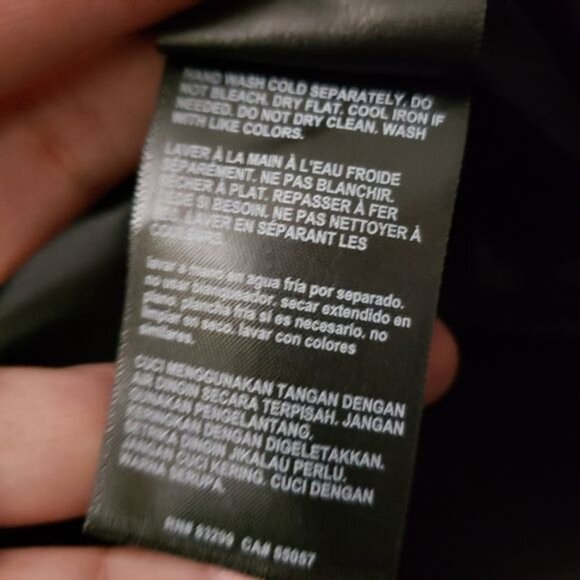 HAND WASH COLD SEPARATELY. DO
NOT BLEACH. DRY FLAT. COOL IRON IF
NEEDED. DO NOT DRY CLEAN. WASH
WITH LIKE COLORS.
LAVER À LA MAIN À L'EAU FROIDE
SÉPARÉMENT. NE PAS BLANCHIR.
SÉCHER À PLAT. REPASSER À FER
TIÈDE SI BESOIN. NE PAS NETTOYER À
SEC. LAVER EN SÉPARANT LES
COULEURS.
lavar a mano en agua fría por separado.
no usar blanqueador. secar extendido en
plano. plancha fría si es necesario. no
limpiar en seco. lavar con colores
similares.
CUCI MENGGUNAKAN TANGAN DENGAN
AIR DINGIN SECARA TERPISAH. JANGAN
GUNAKAN PENGELANTANG.
KERINGKAN DENGAN DIGELETAKKAN.
SETRIKA DINGIN JIKALAU PERLU.
JANGAN CUCI KERING. CUCI DENGAN
WARNA SERUPA.
RN# 83296 CA# 55057